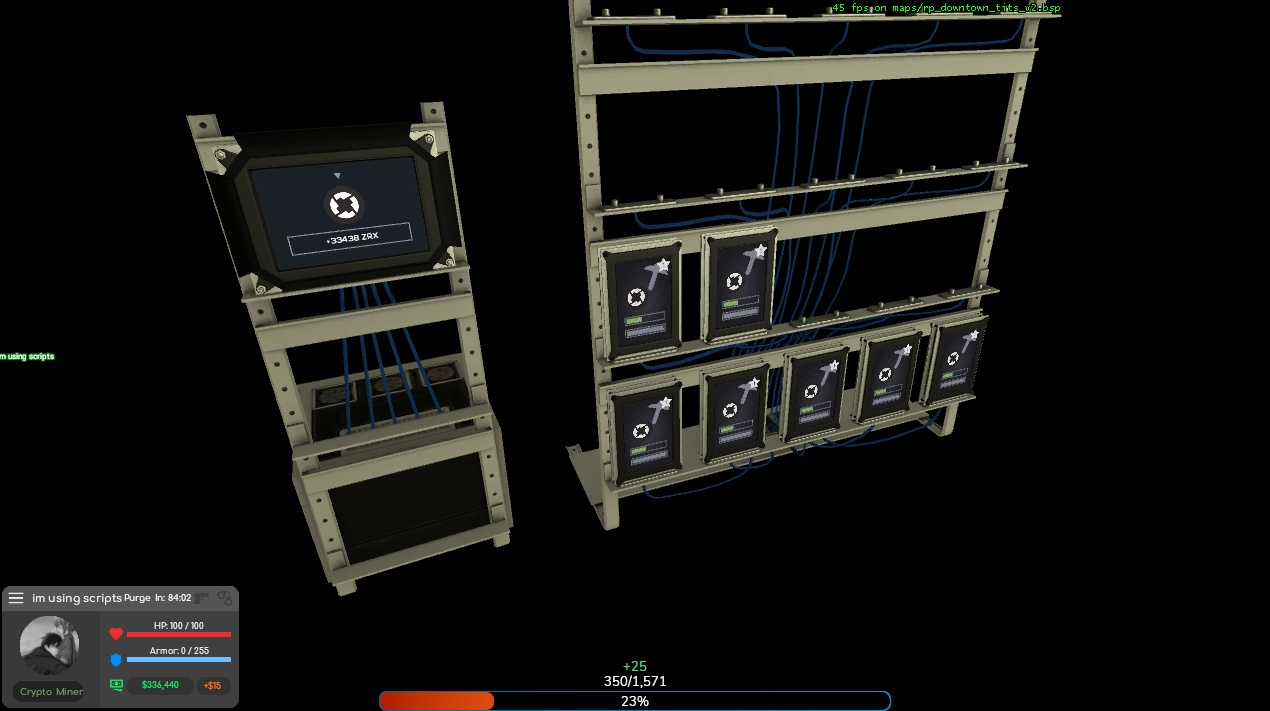 45 fps on maps/rp_downtown_tits_v2.bsp
+33438 ZRX
m using scripts
im using scripts Purge In: 84:02
HP: 100 / 100
Armor: 0 / 255
Crypto Miner
$336,440
+$15
+25
350/1,571
23%